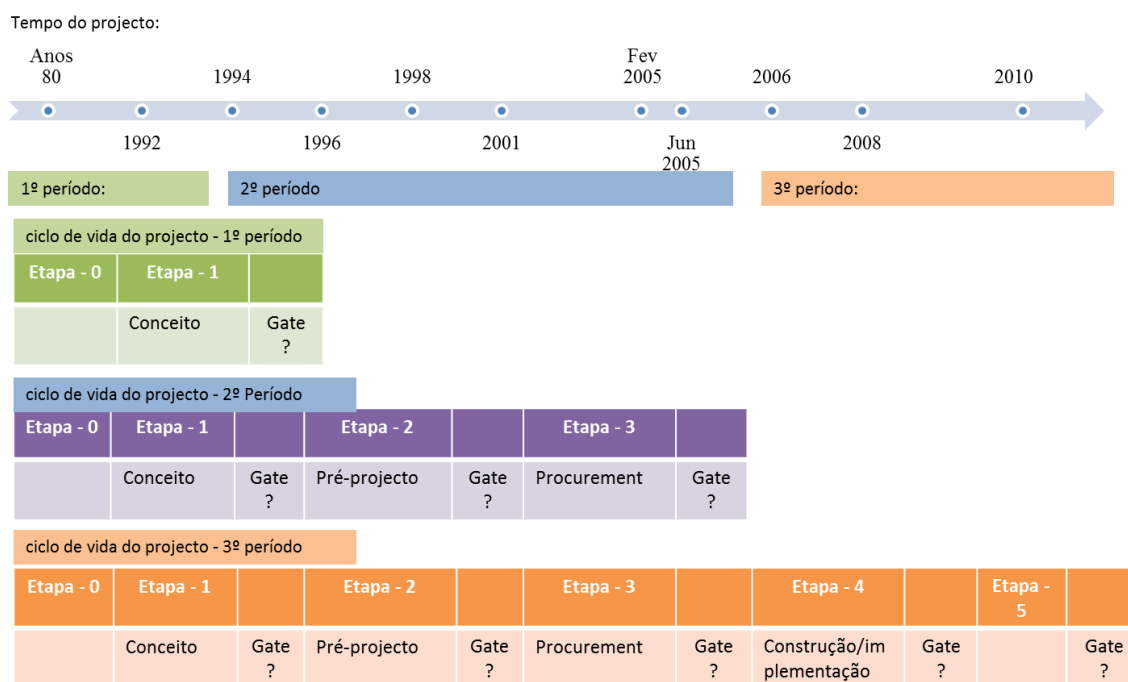 Tempo do projecto:
Anos
80
1994
1998
Fev
2005
2006
2010
1992
1996
2001
Jun
2005
2008
1º período:
2º período
3º período:
ciclo de vida do projecto - 1º período
Etapa - 0 Etapa - 1
Conceito Gate
?
ciclo de vida do projecto - 2º Período
Etapa - 0 Etapa - 1 Etapa - 2 Etapa - 3
Conceito Gate Pré-projecto Gate Procurement Gate
? ? ?
ciclo de vida do projecto - 3º período
Etapa - 0 Etapa - 1 Etapa - 2 Etapa - 3 Etapa - 4 Etapa -
5
Conceito Gate Pré-projecto Gate Procurement Gate Construção/im Gate Gate
? ? ? plementação ? ?